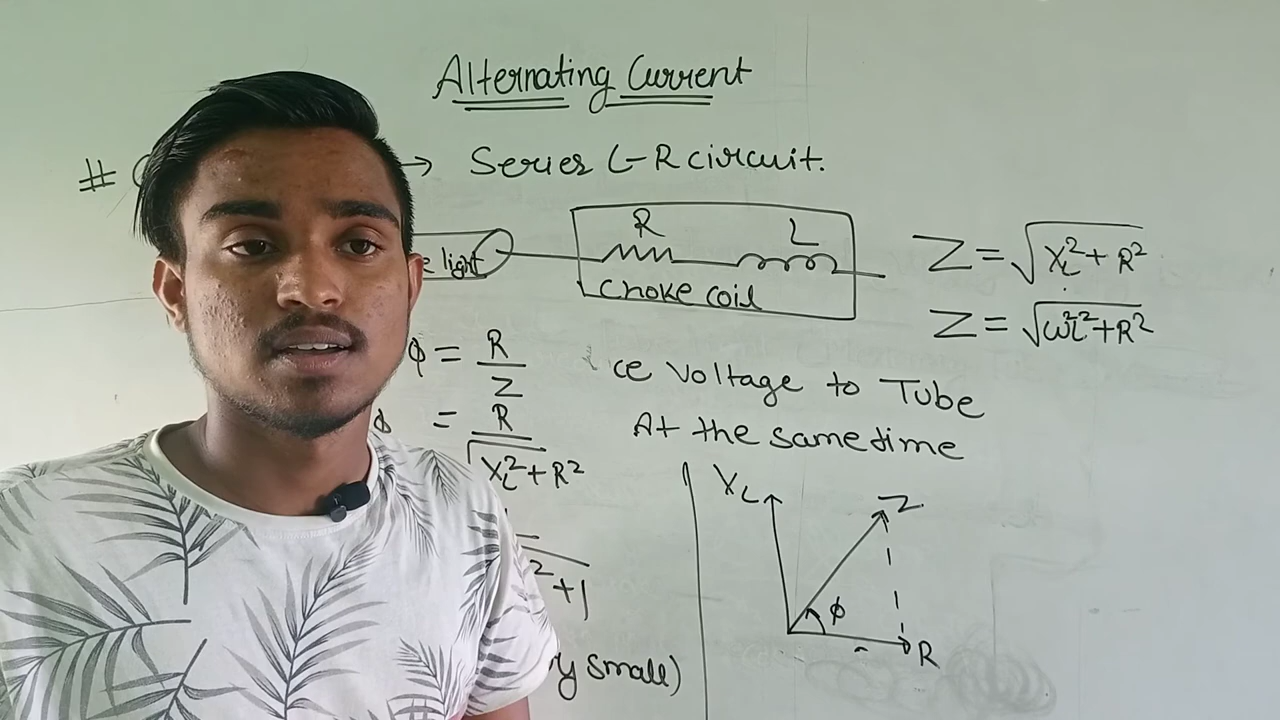 Alternating Current
# → Series L-R circuit.
light R L
Choke coil
Z = √X_L² + R²
Z = √ω²L² + R²
ϕ = R/Z
ce voltage to Tube
ϕ = R/√X_L² + R²
At the same time
X_L Z
² + 1
ϕ
R
y small)